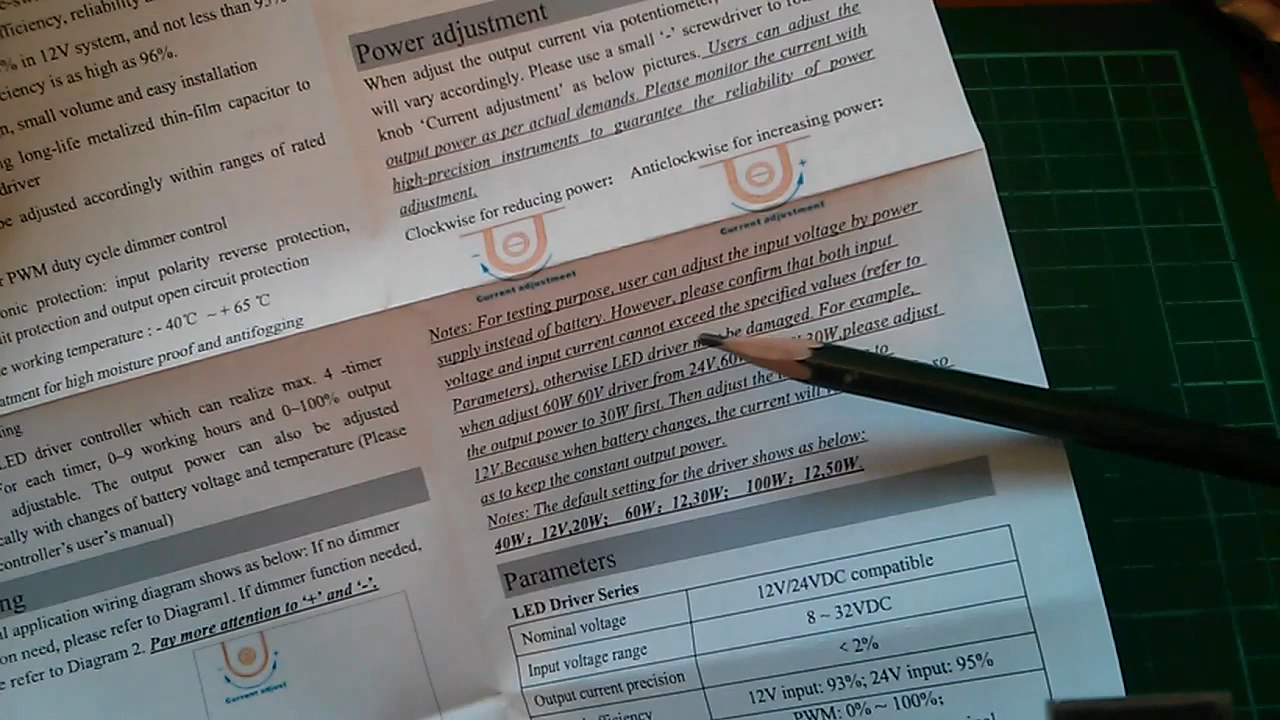 fficiency, reliability
% in 12V system, and not less than 95%
ciency is as high as 96%.
n, small volume and easy installation
ng long-life metalized thin-film capacitor to
driver
be adjusted accordingly within ranges of rated
PWM duty cycle dimmer control
onic protection: input polarity reverse protection,
it protection and output open circuit protection
e working temperature : - 40℃ ~ + 65 ℃
atment for high moisture proof and antifogging
ing
LED driver controller which can realize max. 4 -timer
For each timer, 0~9 working hours and 0~100% output
adjustable. The output power can also be adjusted
cally with changes of battery voltage and temperature (Please
controller's user's manual)
ng
l application wiring diagram shows as below: If no dimmer
on need, please refer to Diagram1. If dimmer function needed,
e refer to Diagram 2. Pay more attention to '+' and '-'.
Current adjust
Power adjustment
When adjust the output current via potentiometer,
will vary accordingly. Please use a small '-' screwdriver to
knob 'Current adjustment' as below pictures. Users can adjust the
output power as per actual demands. Please monitor the current with
high-precision instruments to guarantee the reliability of power
adjustment.
Clockwise for reducing power: Anticlockwise for increasing power:
- +
Current adjustment Current adjustment
Notes: For testing purpose, user can adjust the input voltage by power
supply instead of battery. However, please confirm that both input
voltage and input current cannot exceed the specified values (refer to
Parameters), otherwise LED driver be damaged. For example,
when adjust 60W 60V driver from 24V,60 20W,please adjust
the output power to 30W first. Then adjust the to
12V.Because when battery changes, the current will so
as to keep the constant output power.
Notes: The default setting for the driver shows as below:
40W: 12V,20W; 60W: 12,30W; 100W: 12,50W.
Parameters
LED Driver Series
Nominal voltage 12V/24VDC compatible
Input voltage range 8 ~ 32VDC
Output current precision < 2%
12V input: 93%; 24V input: 95%
PWM: 0% ~ 100%;